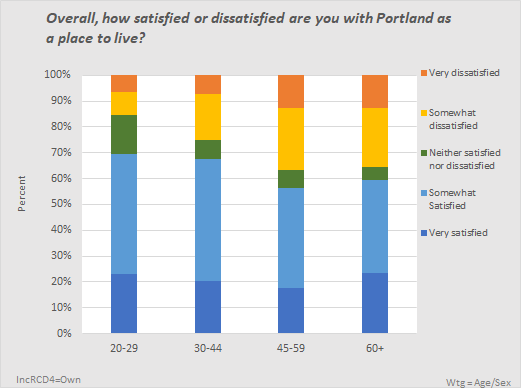 Overall, how satisfied or dissatisfied are you with Portland as
a place to live?
100%
90%
80%
70%
60%
50%
40%
30%
20%
10%
0%
Percent
20-29
30-44
45-59
60+
Very dissatisfied
Somewhat
dissatisfied
Neither satisfied
nor dissatisfied
Somewhat
Satisfied
Very satisfied
IncRCD4=Own
Wtg = Age/Sex